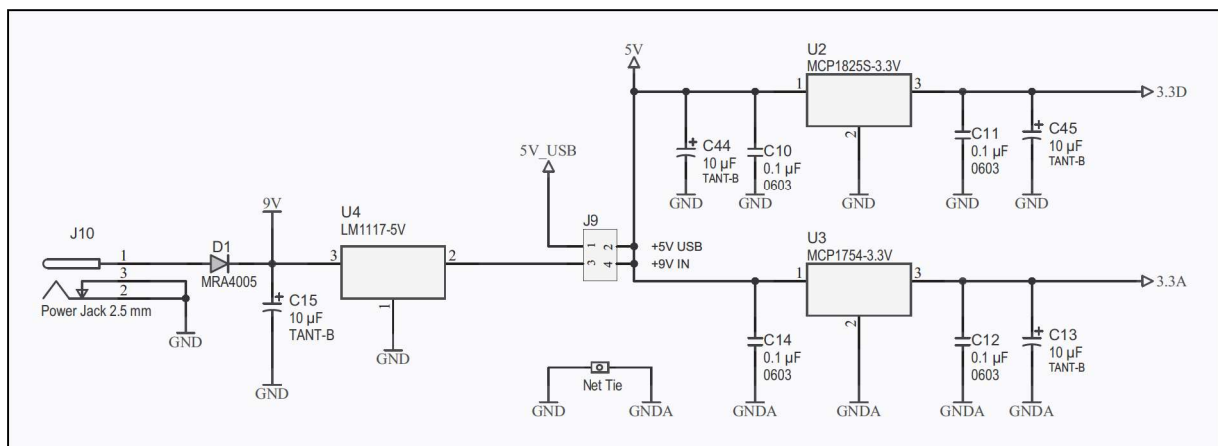 5V
U2
MCP1825S-3.3V
1
3
3.3D
2
C44
10 µF
TANT-B
C10
0.1 µF
0603
C11
0.1 µF
0603
C45
10 µF
TANT-B
GND
GND
GND
GND
GND
5V_USB
9V
J10
1
3
2
Power Jack 2.5 mm
GND
D1
MRA4005
C15
10 µF
TANT-B
GND
U4
LM1117-5V
3
2
1
GND
J9
1
2
3
4
+5V USB
+9V IN
U3
MCP1754-3.3V
1
3
3.3A
2
C14
0.1 µF
0603
C12
0.1 µF
0603
C13
10 µF
TANT-B
Net Tie
GND
GNDA
GNDA
GNDA
GNDA
GNDA